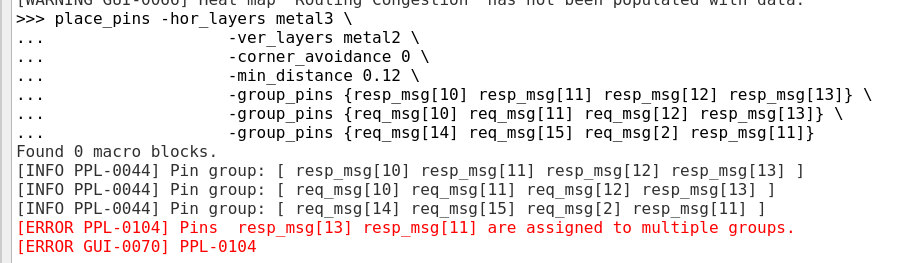 [WARNING GUI-0066] Heat map "Routing Congestion" has not been populated with data.
>>> place_pins -hor_layers metal3 \
... -ver_layers metal2 \
... -corner_avoidance 0 \
... -min_distance 0.12 \
... -group_pins {resp_msg[10] resp_msg[11] resp_msg[12] resp_msg[13]} \
... -group_pins {req_msg[10] req_msg[11] req_msg[12] resp_msg[13]} \
... -group_pins {req_msg[14] req_msg[15] req_msg[2] resp_msg[11]}
Found 0 macro blocks.
[INFO PPL-0044] Pin group: [ resp_msg[10] resp_msg[11] resp_msg[12] resp_msg[13] ]
[INFO PPL-0044] Pin group: [ req_msg[10] req_msg[11] req_msg[12] resp_msg[13] ]
[INFO PPL-0044] Pin group: [ req_msg[14] req_msg[15] req_msg[2] resp_msg[11] ]
[ERROR PPL-0104] Pins  resp_msg[13] resp_msg[11] are assigned to multiple groups.
[ERROR GUI-0070] PPL-0104